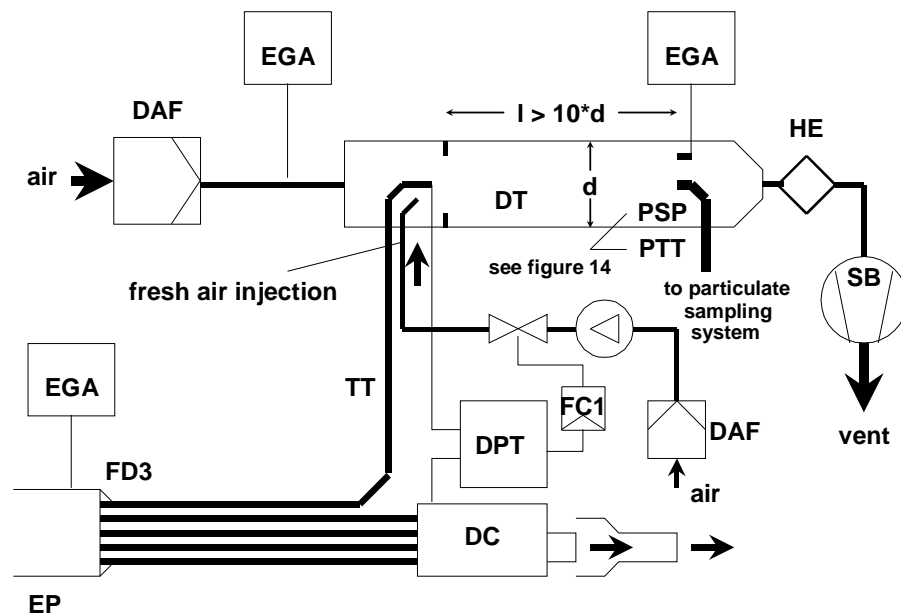 EGA
EGA
DAF
l > 10*d
HE
air
d
DT
PSP
PTT
see figure 14
SB
fresh air injection
to particulate
sampling
system
EGA
TT
FC1
DAF
vent
DPT
FD3
air
DC
EP